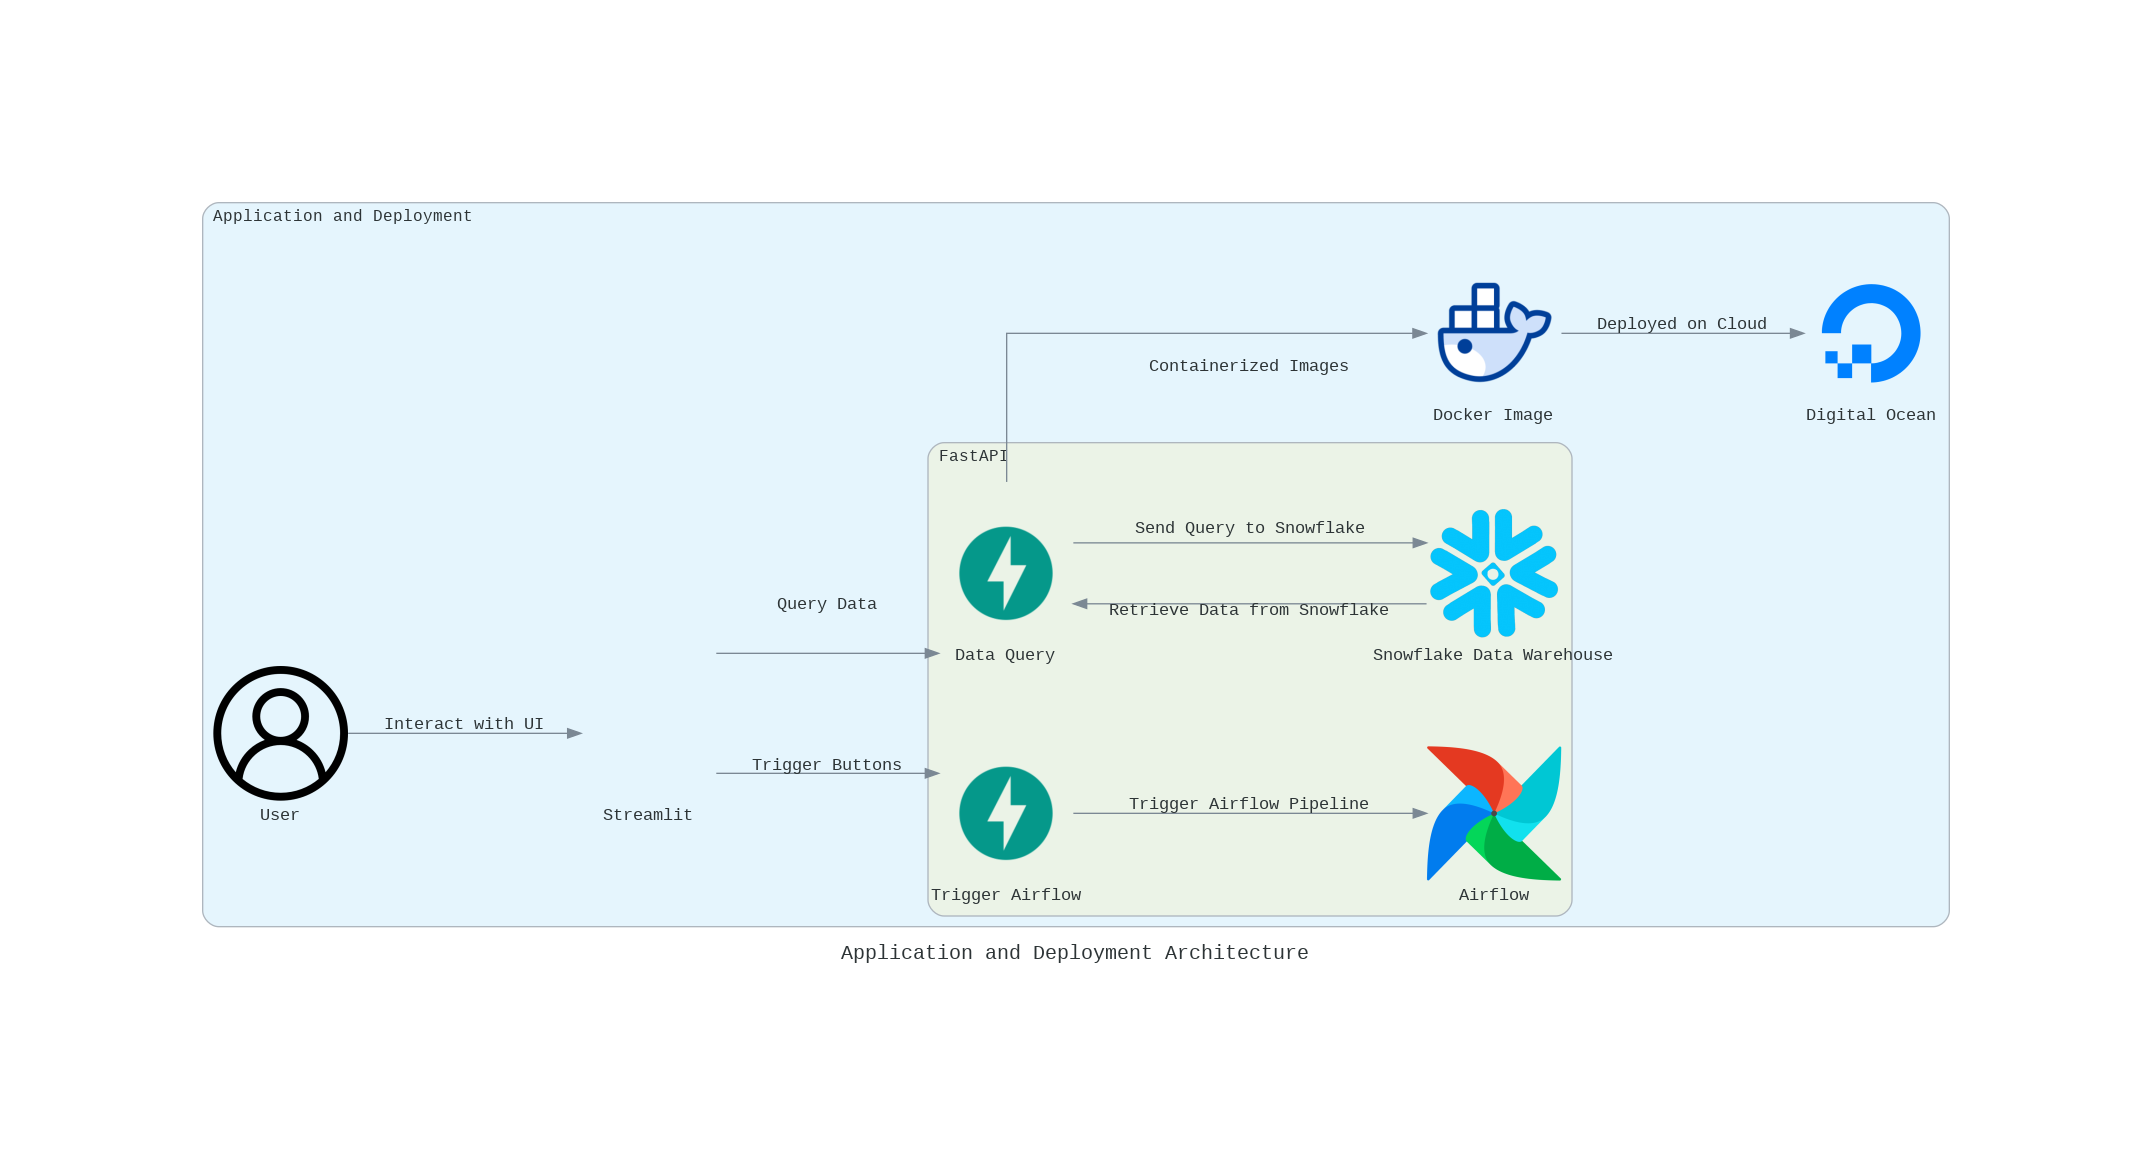 Application and Deployment
Deployed on Cloud
Containerized Images
Docker Image
Digital Ocean
FastAPI
Send Query to Snowflake
Query Data
Retrieve Data from Snowflake
Data Query
Snowflake Data Warehouse
Interact with UI
Trigger Buttons
Trigger Airflow Pipeline
User
Streamlit
Trigger Airflow
Airflow
Application and Deployment Architecture